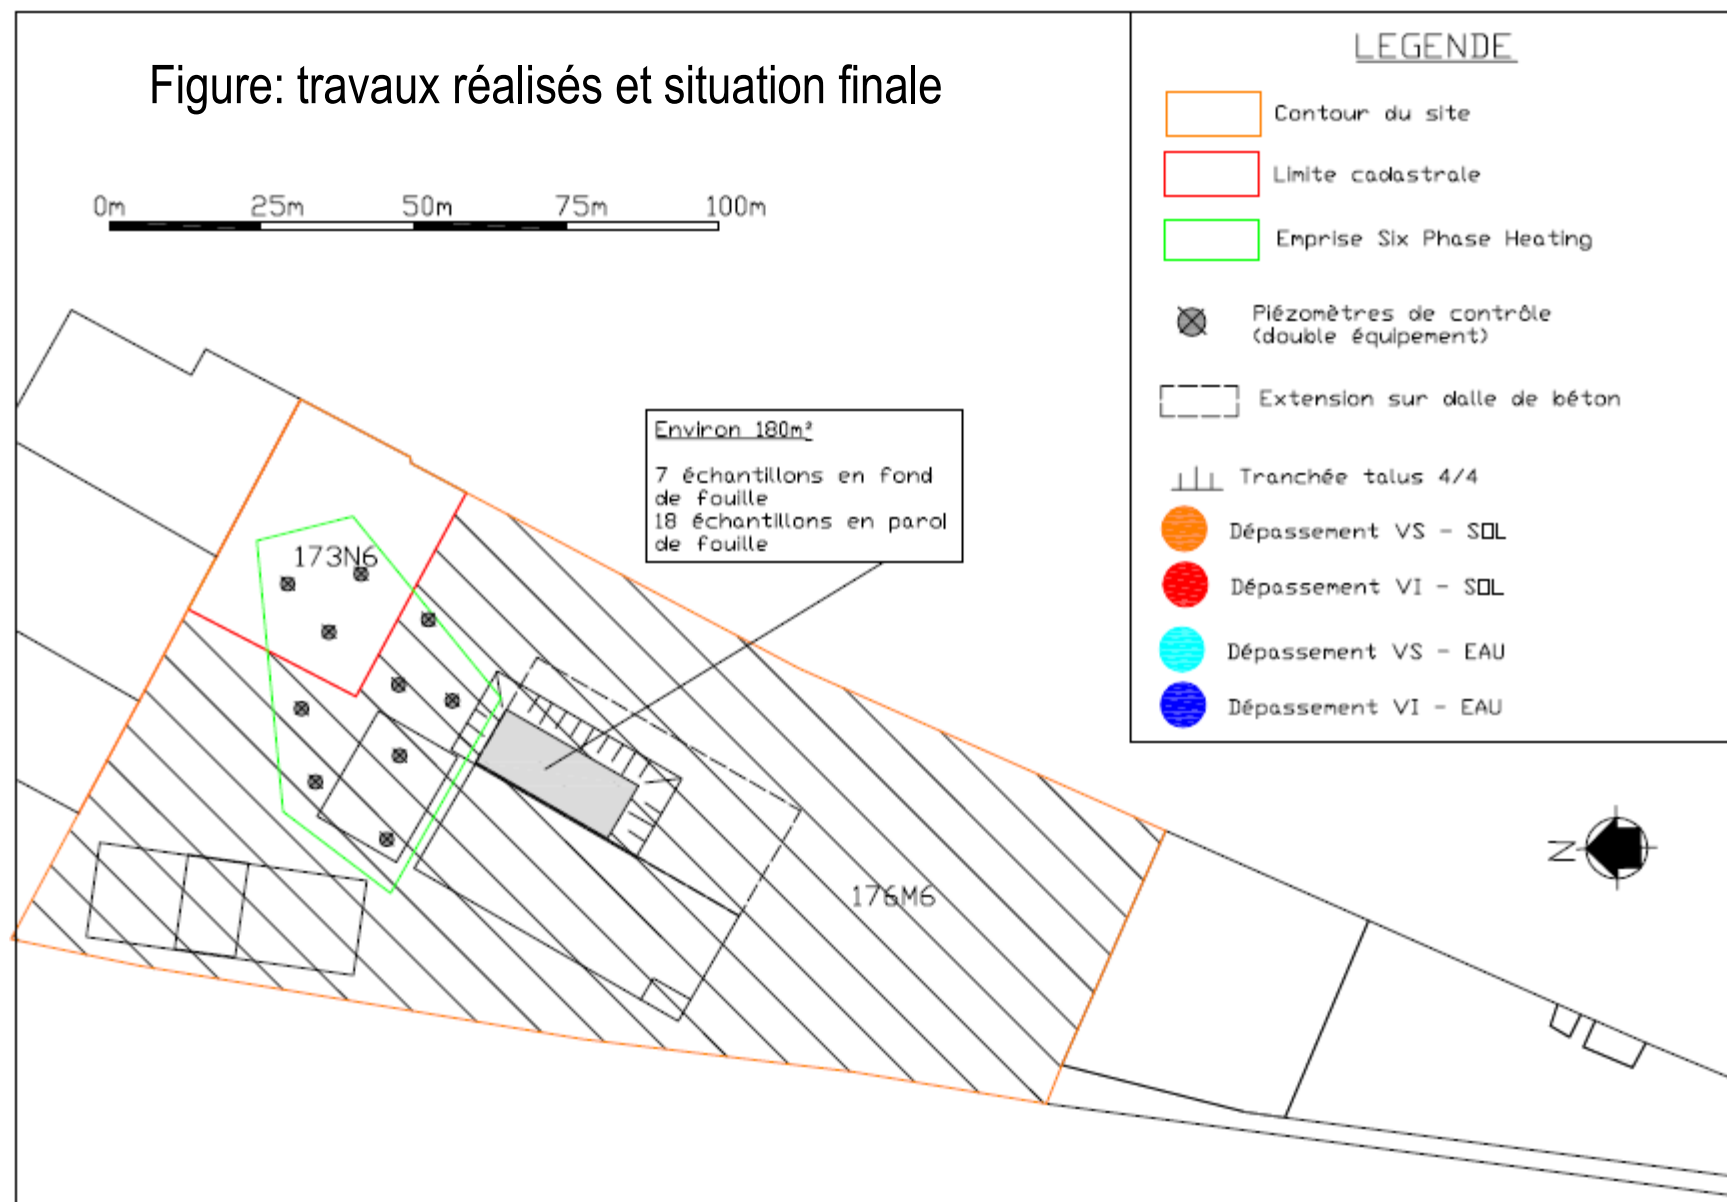 Figure: travaux réalisés et situation finale
0m 25m 50m 75m 100m
LEGENDE
Contour du site
Limite cadastrale
Emprise Six Phase Heating
Piézomètres de contrôle
(double équipement)
Extension sur dalle de béton
Tranchée talus 4/4
Dépassement VS - SOL
Dépassement VI - SOL
Dépassement VS - EAU
Dépassement VI - EAU
Environ 180m²
7 échantillons en fond
de fouille
18 échantillons en paroi
de fouille
173N6
176M6
N